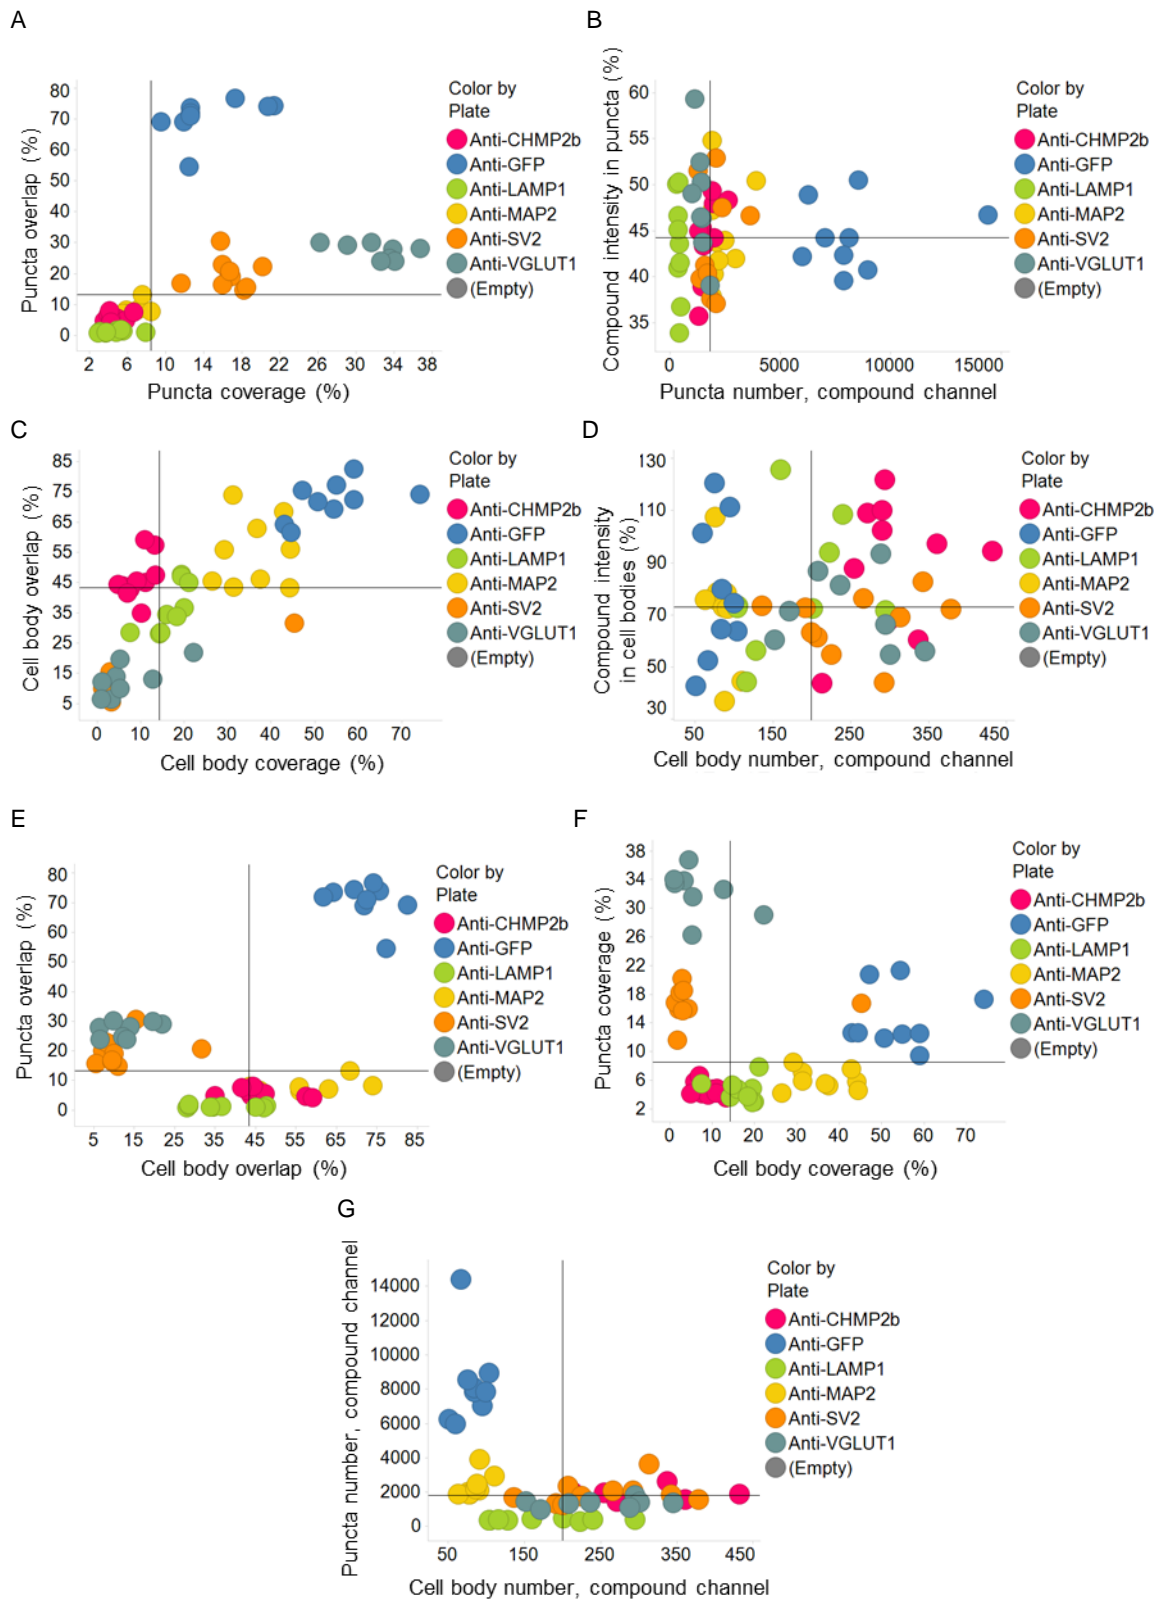 A
Puncta overlap (%)
80
70
60
50
40
30
20
10
0
2
6
10
14
18
22
26
30
34
38
Puncta coverage (%)
Color by
Plate
Anti-CHMP2b
Anti-GFP
Anti-LAMP1
Anti-MAP2
Anti-SV2
Anti-VGLUT1
(Empty)
B
Compound intensity in puncta (%)
60
55
50
45
40
35
0
5000
10000
15000
Puncta number, compound channel
Color by
Plate
Anti-CHMP2b
Anti-GFP
Anti-LAMP1
Anti-MAP2
Anti-SV2
Anti-VGLUT1
(Empty)
C
Cell body overlap (%)
85
75
65
55
45
35
25
15
5
0
10
20
30
40
50
60
70
Cell body coverage (%)
Color by
Plate
Anti-CHMP2b
Anti-GFP
Anti-LAMP1
Anti-MAP2
Anti-SV2
Anti-VGLUT1
(Empty)
D
Compound intensity
in cell bodies (%)
130
110
90
70
50
30
50
150
250
350
450
Cell body number, compound channel
Color by
Plate
Anti-CHMP2b
Anti-GFP
Anti-LAMP1
Anti-MAP2
Anti-SV2
Anti-VGLUT1
(Empty)
E
Puncta overlap (%)
80
70
60
50
40
30
20
10
0
5
15
25
35
45
55
65
75
85
Cell body overlap (%)
Color by
Plate
Anti-CHMP2b
Anti-GFP
Anti-LAMP1
Anti-MAP2
Anti-SV2
Anti-VGLUT1
(Empty)
F
Puncta coverage (%)
38
34
30
26
22
18
14
10
6
2
0
10
20
30
40
50
60
70
Cell body coverage (%)
Color by
Plate
Anti-CHMP2b
Anti-GFP
Anti-LAMP1
Anti-MAP2
Anti-SV2
Anti-VGLUT1
(Empty)
G
Puncta number, compound channel
14000
12000
10000
8000
6000
4000
2000
0
50
150
250
350
450
Cell body number, compound channel
Color by
Plate
Anti-CHMP2b
Anti-GFP
Anti-LAMP1
Anti-MAP2
Anti-SV2
Anti-VGLUT1
(Empty)